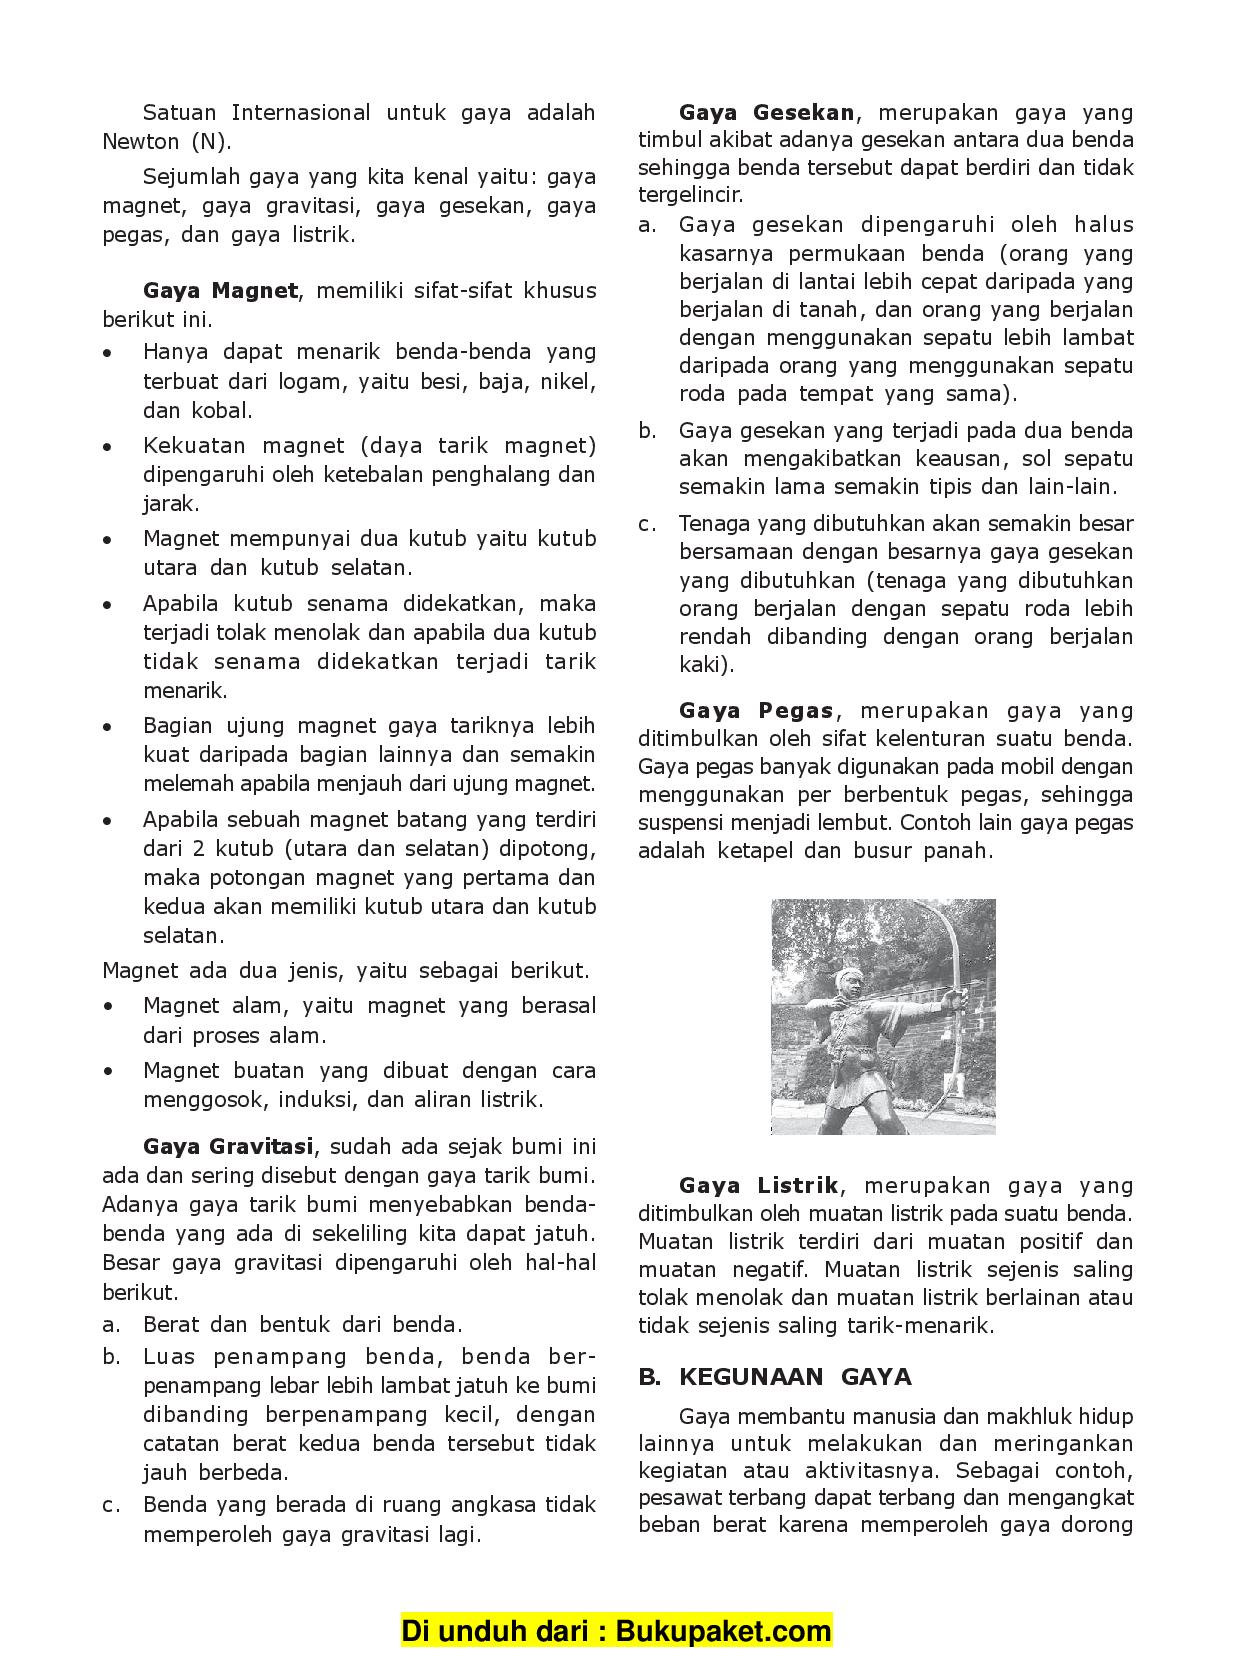 Satuan Internasional untuk gaya adalah
Newton (N).
Sejumlah gaya yang kita kenal yaitu: gaya
magnet, gaya gravitasi, gaya gesekan, gaya
pegas, dan gaya listrik.
Gaya Magnet, memiliki sifat-sifat khusus
berikut ini.
• Hanya dapat menarik benda-benda yang
terbuat dari logam, yaitu besi, baja, nikel,
dan kobal.
• Kekuatan magnet (daya tarik magnet)
dipengaruhi oleh ketebalan penghalang dan
jarak.
• Magnet mempunyai dua kutub yaitu kutub
utara dan kutub selatan.
• Apabila kutub senama didekatkan, maka
terjadi tolak menolak dan apabila dua kutub
tidak senama didekatkan terjadi tarik
menarik.
• Bagian ujung magnet gaya tariknya lebih
kuat daripada bagian lainnya dan semakin
melemah apabila menjauh dari ujung magnet.
• Apabila sebuah magnet batang yang terdiri
dari 2 kutub (utara dan selatan) dipotong,
maka potongan magnet yang pertama dan
kedua akan memiliki kutub utara dan kutub
selatan.
Magnet ada dua jenis, yaitu sebagai berikut.
• Magnet alam, yaitu magnet yang berasal
dari proses alam.
• Magnet buatan yang dibuat dengan cara
menggosok, induksi, dan aliran listrik.
Gaya Gravitasi, sudah ada sejak bumi ini
ada dan sering disebut dengan gaya tarik bumi.
Adanya gaya tarik bumi menyebabkan benda-
benda yang ada di sekeliling kita dapat jatuh.
Besar gaya gravitasi dipengaruhi oleh hal-hal
berikut.
a. Berat dan bentuk dari benda.
b. Luas penampang benda, benda ber-
penampang lebar lebih lambat jatuh ke bumi
dibanding berpenampang kecil, dengan
catatan berat kedua benda tersebut tidak
jauh berbeda.
c. Benda yang berada di ruang angkasa tidak
memperoleh gaya gravitasi lagi.
Gaya Gesekan, merupakan gaya yang
timbul akibat adanya gesekan antara dua benda
sehingga benda tersebut dapat berdiri dan tidak
tergelincir.
a. Gaya gesekan dipengaruhi oleh halus
kasarnya permukaan benda (orang yang
berjalan di lantai lebih cepat daripada yang
berjalan di tanah, dan orang yang berjalan
dengan menggunakan sepatu lebih lambat
daripada orang yang menggunakan sepatu
roda pada tempat yang sama).
b. Gaya gesekan yang terjadi pada dua benda
akan mengakibatkan keausan, sol sepatu
semakin lama semakin tipis dan lain-lain.
c. Tenaga yang dibutuhkan akan semakin besar
bersamaan dengan besarnya gaya gesekan
yang dibutuhkan (tenaga yang dibutuhkan
orang berjalan dengan sepatu roda lebih
rendah dibanding dengan orang berjalan
kaki).
Gaya Pegas, merupakan gaya yang
ditimbulkan oleh sifat kelenturan suatu benda.
Gaya pegas banyak digunakan pada mobil dengan
menggunakan per berbentuk pegas, sehingga
suspensi menjadi lembut. Contoh lain gaya pegas
adalah ketapel dan busur panah.
Gaya Listrik, merupakan gaya yang
ditimbulkan oleh muatan listrik pada suatu benda.
Muatan listrik terdiri dari muatan positif dan
muatan negatif. Muatan listrik sejenis saling
tolak menolak dan muatan listrik berlainan atau
tidak sejenis saling tarik-menarik.
B. KEGUNAAN GAYA
Gaya membantu manusia dan makhluk hidup
lainnya untuk melakukan dan meringankan
kegiatan atau aktivitasnya. Sebagai contoh,
pesawat terbang dapat terbang dan mengangkat
beban berat karena memperoleh gaya dorong
Di unduh dari : Bukupaket.com